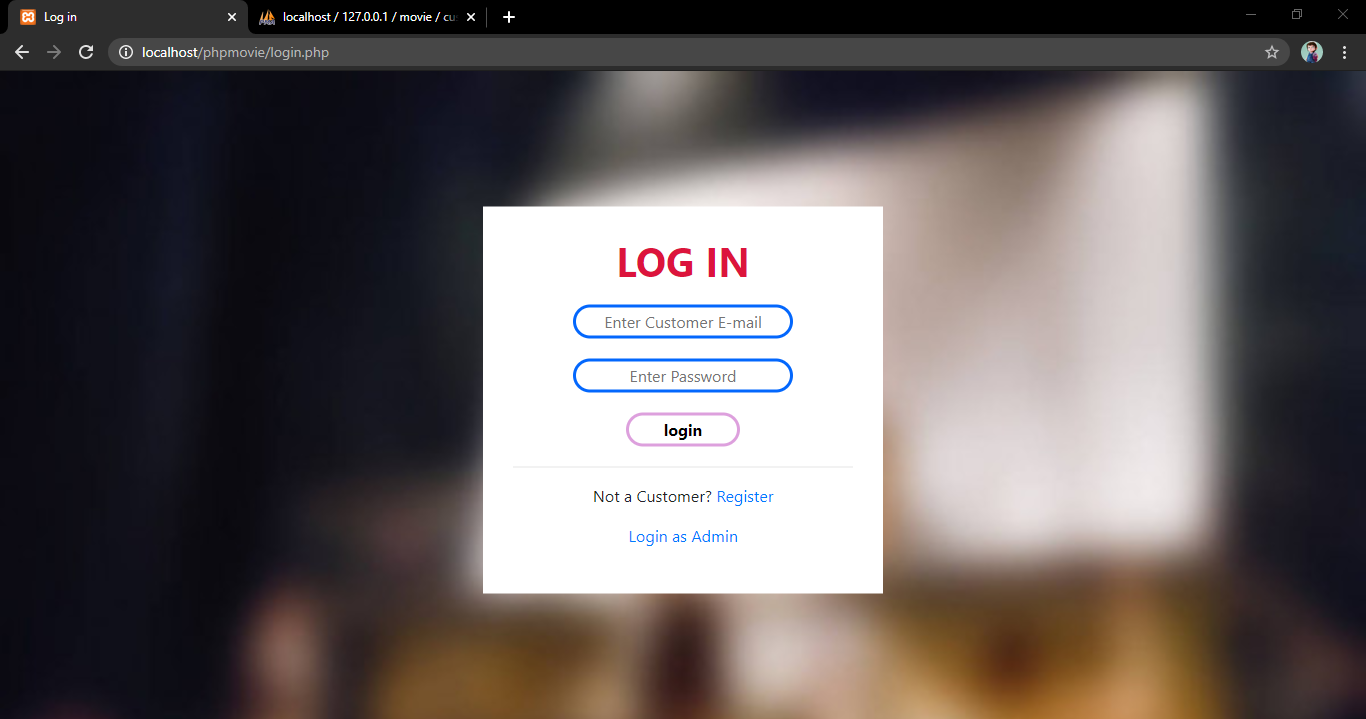 Log in
localhost / 127.0.0.1 / movie / cu
localhost/phpmovie/login.php
LOG IN
Enter Customer E-mail
Enter Password
login
Not a Customer? Register
Login as Admin